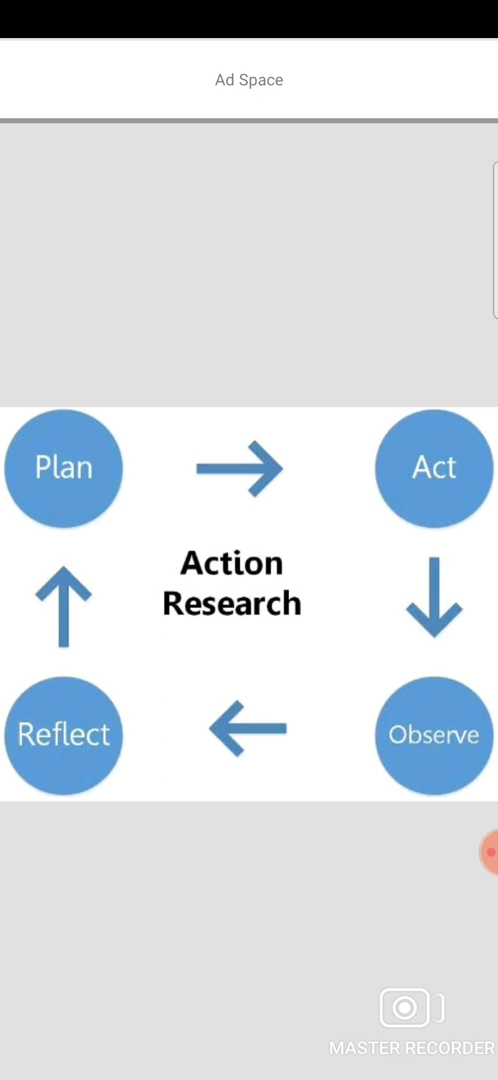 Ad Space
Plan
Act
Action
Research
Reflect
Observe
MASTER RECORDER